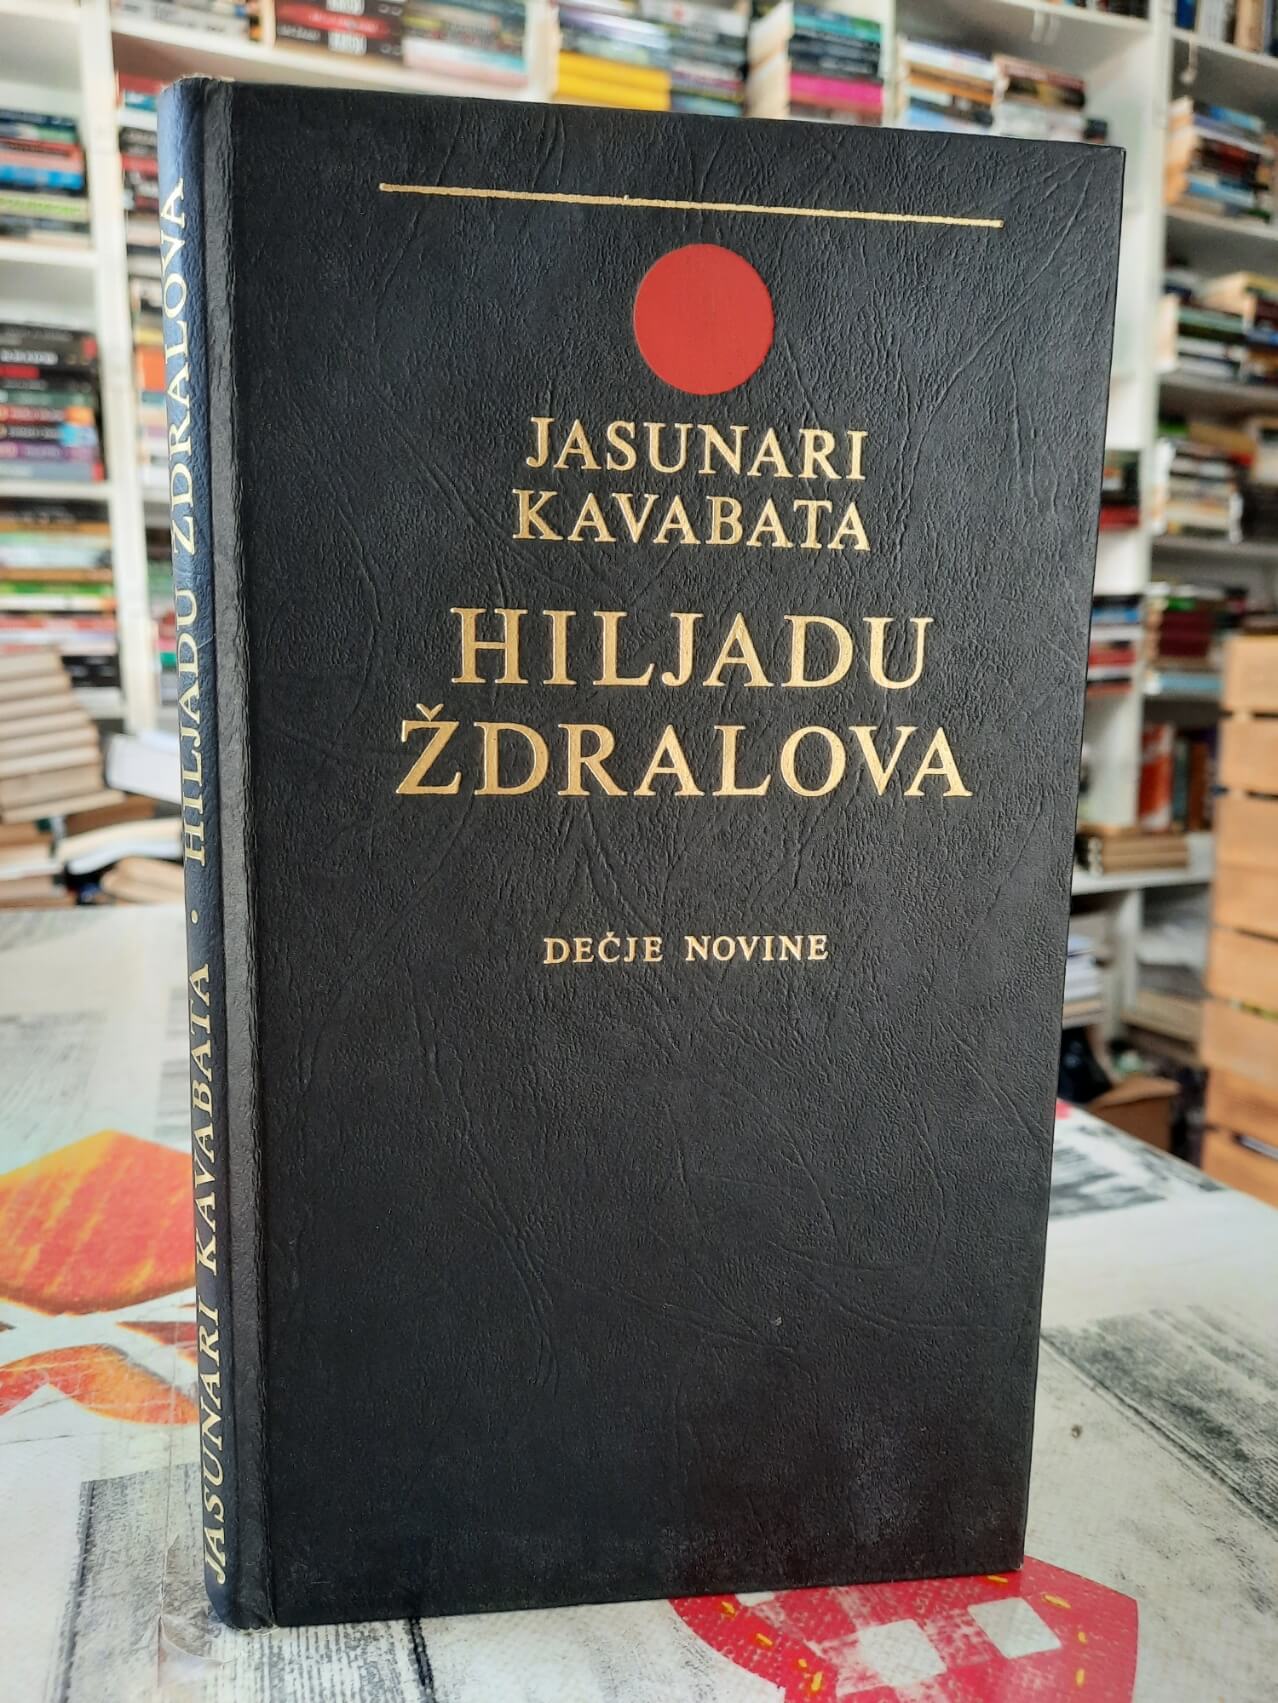 JASUNARI
KAVABATA
HILJADU
ŽDRALOVA
DEČJE NOVINE
JASUNARI KAVABATA · HILJADU ŽDRALOVA